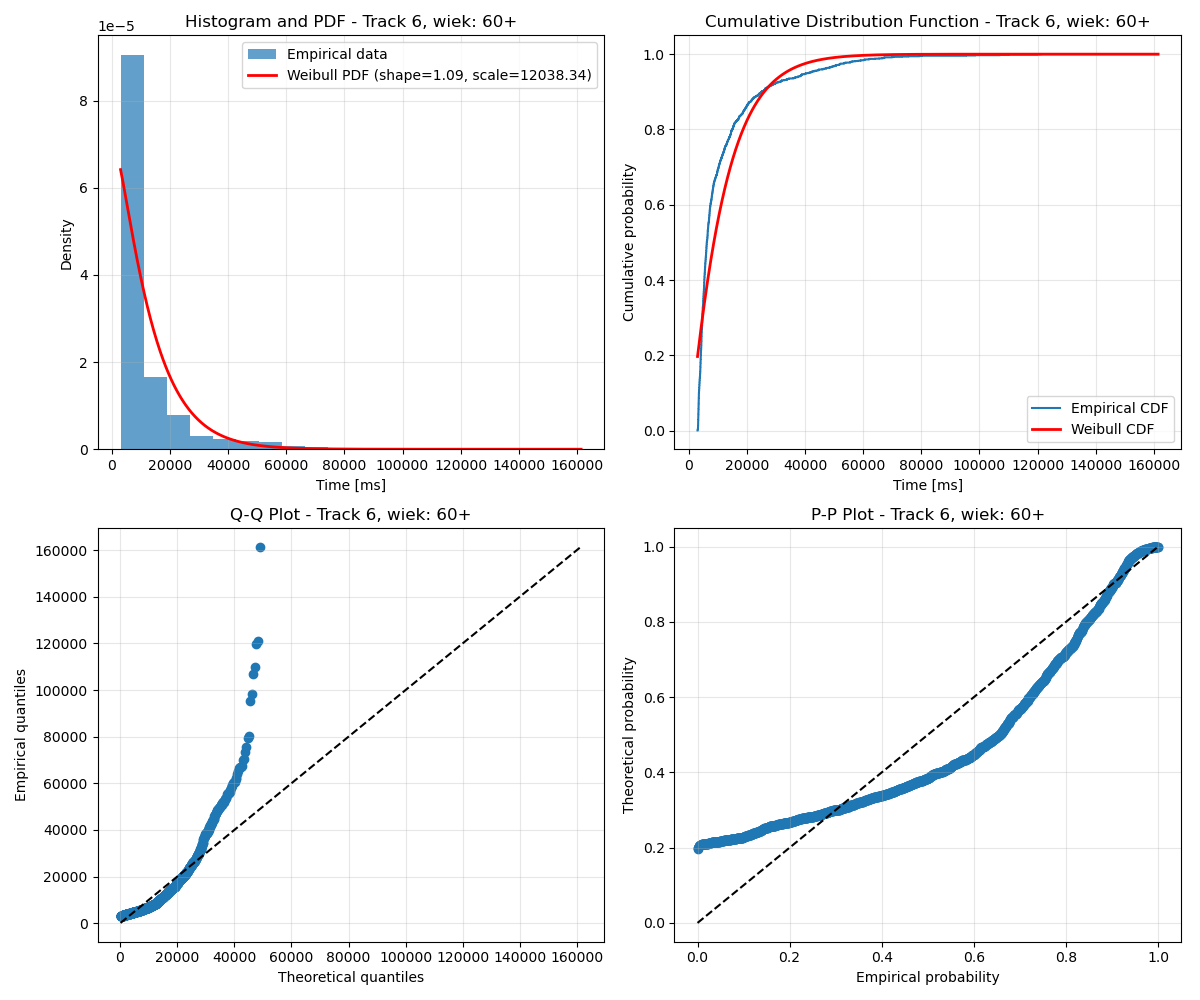 Histogram and PDF - Track 6, wiek: 60+
1e−5
Empirical data
Weibull PDF (shape=1.09, scale=12038.34)
8
6
4
2
0
Density
0 20000 40000 60000 80000 100000 120000 140000 160000
Time [ms]
Cumulative Distribution Function - Track 6, wiek: 60+
1.0
0.8
0.6
0.4
0.2
0.0
Cumulative probability
Empirical CDF
Weibull CDF
0 20000 40000 60000 80000 100000 120000 140000 160000
Time [ms]
Q-Q Plot - Track 6, wiek: 60+
160000
140000
120000
100000
80000
60000
40000
20000
0
Empirical quantiles
0 20000 40000 60000 80000 100000 120000 140000 160000
Theoretical quantiles
P-P Plot - Track 6, wiek: 60+
1.0
0.8
0.6
0.4
0.2
0.0
Theoretical probability
0.0 0.2 0.4 0.6 0.8 1.0
Empirical probability